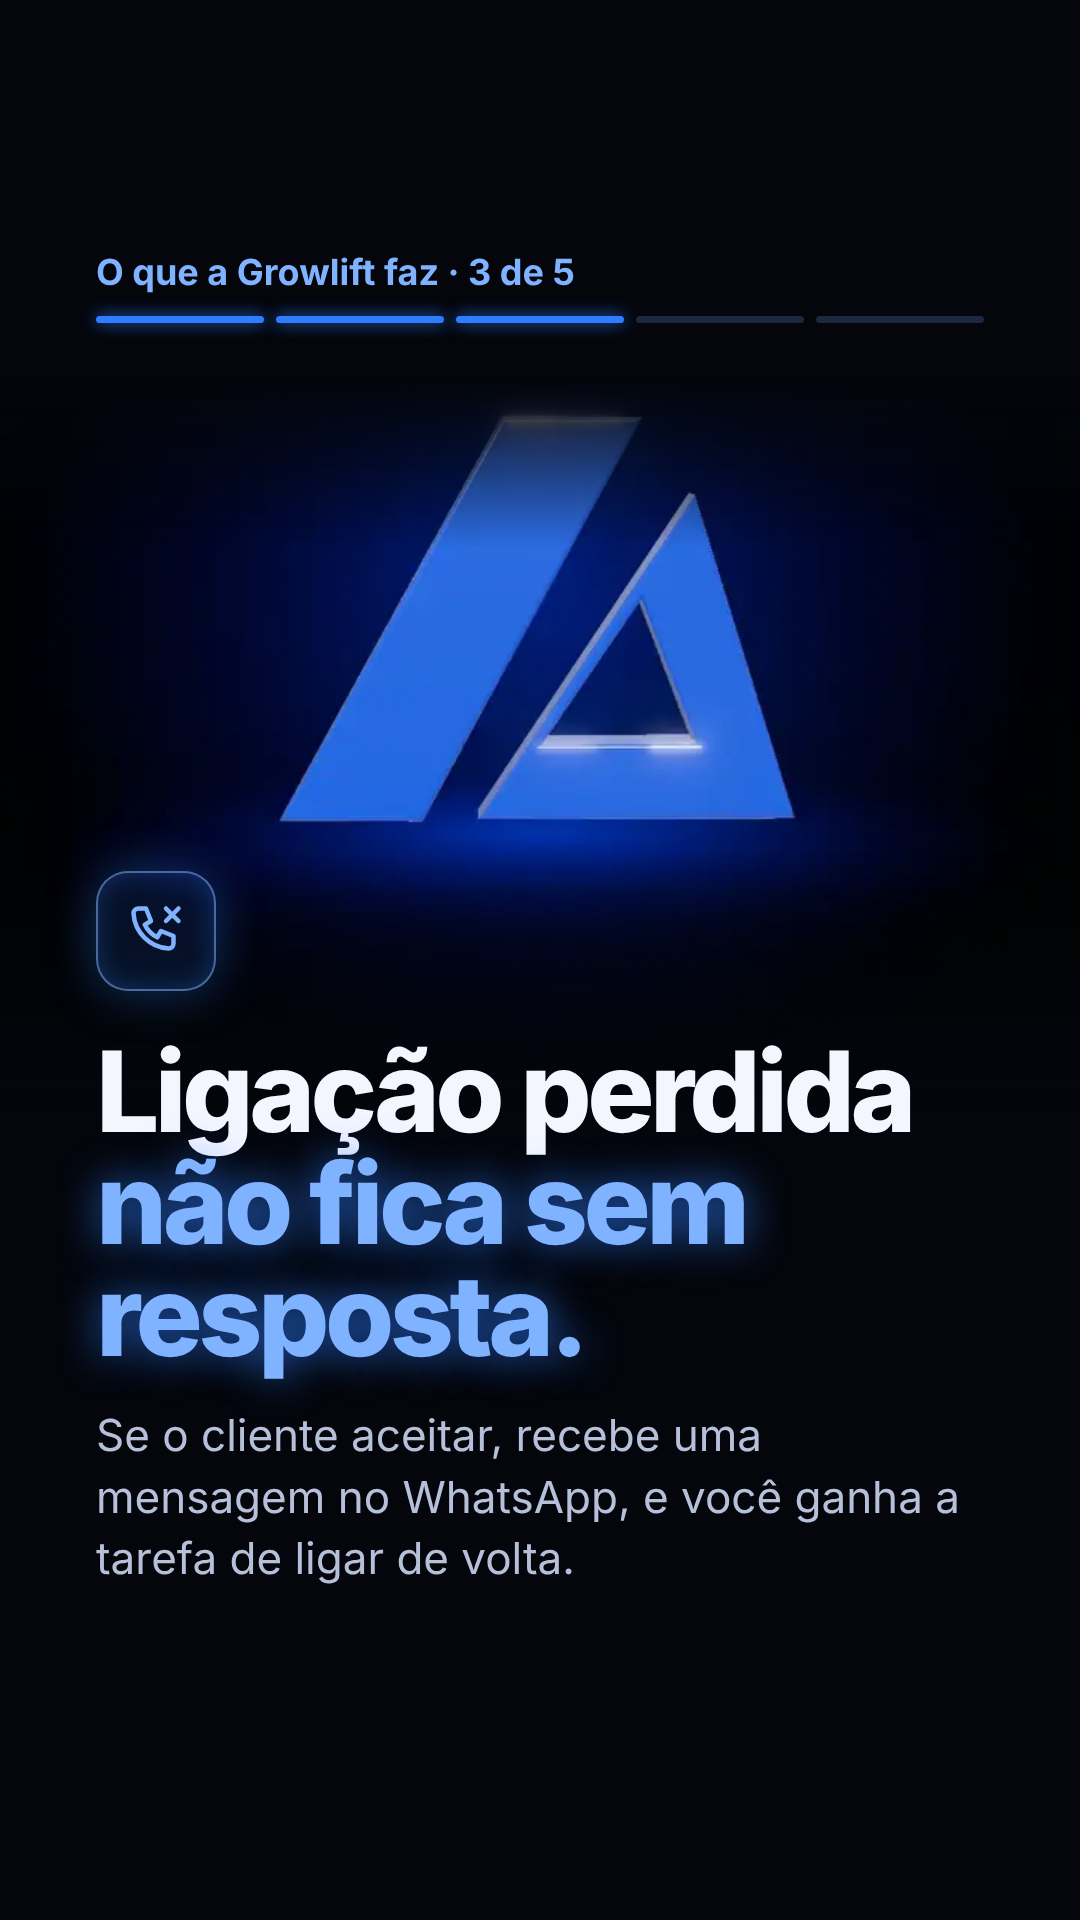 O que a Growlift faz · 3 de 5
Ligação perdida
não fica sem
resposta.
Se o cliente aceitar, recebe uma
mensagem no WhatsApp, e você ganha a
tarefa de ligar de volta.